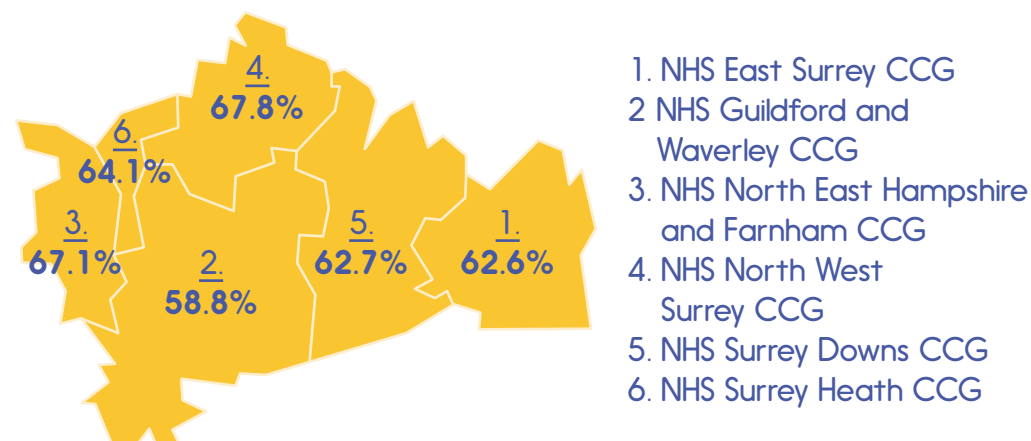 4.
67.8%
6.
64.1%
3.
67.1%
2.
58.8%
5.
62.7%
1.
62.6%
1. NHS East Surrey CCG
2 NHS Guildford and
Waverley CCG
3. NHS North East Hampshire
and Farnham CCG
4. NHS North West
Surrey CCG
5. NHS Surrey Downs CCG
6. NHS Surrey Heath CCG